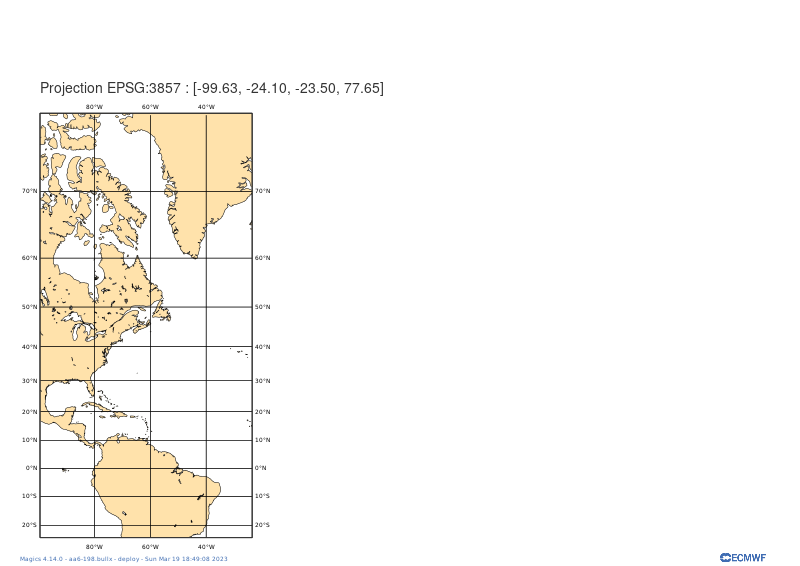 Projection EPSG:3857 : [-99.63, -24.10, -23.50, 77.65]
80°W 60°W 40°W
70°N 70°N
60°N 60°N
50°N 50°N
40°N 40°N
30°N 30°N
20°N 20°N
10°N 10°N
0°N 0°N
10°S 10°S
20°S 20°S
80°W 60°W 40°W
Magics 4.14.0 - aa6-198.bullx - deploy - Sun Mar 19 18:49:08 2023
ECMWF